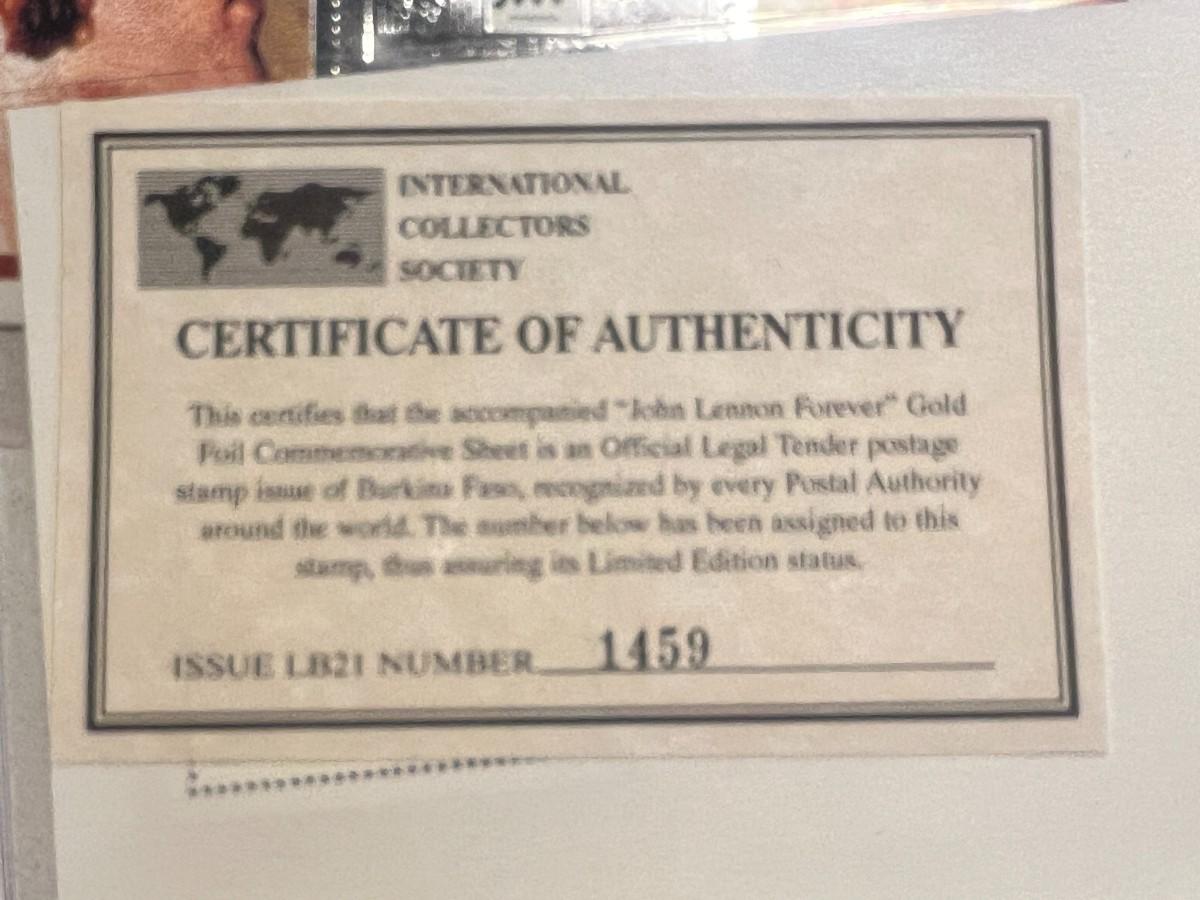 INTERNATIONAL
COLLECTORS
SOCIETY
CERTIFICATE OF AUTHENTICITY
This certifies that the accompanied "John Lennon Forever" Gold
Foil Commemorative Sheet is an Official Legal Tender postage
stamp issue of Burkina Faso, recognized by every Postal Authority
around the world. The number below has been assigned to this
stamp, thus assuring its Limited Edition status.
ISSUE LB21 NUMBER 1459